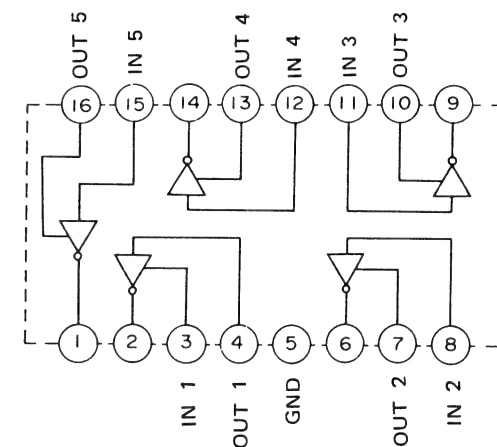 OUT 5
IN 5
OUT 4
IN 4
IN 3
OUT 3
16
15
14
13
12
11
10
9
1
2
3
4
5
6
7
8
IN 1
OUT 1
GND
OUT 2
IN 2